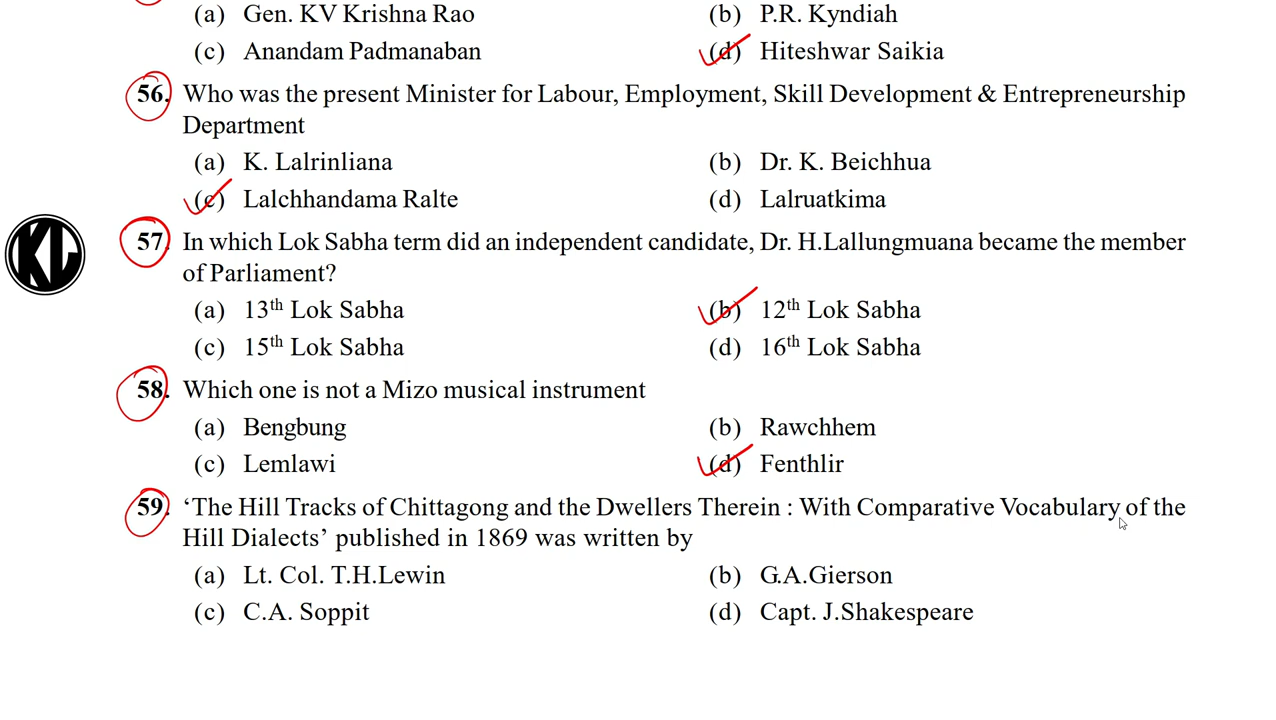 (a) Gen. KV Krishna Rao (b) P.R. Kyndiah
(c) Anandam Padmanaban (d) Hiteshwar Saikia
56. Who was the present Minister for Labour, Employment, Skill Development & Entrepreneurship
Department
(a) K. Lalrinliana (b) Dr. K. Beichhua
(c) Lalchhandama Ralte (d) Lalruatkima
KL
57. In which Lok Sabha term did an independent candidate, Dr. H.Lallungmuana became the member
of Parliament?
(a) 13th Lok Sabha (b) 12th Lok Sabha
(c) 15th Lok Sabha (d) 16th Lok Sabha
58. Which one is not a Mizo musical instrument
(a) Bengbung (b) Rawchhem
(c) Lemlawi (d) Fenthlir
59. ‘The Hill Tracks of Chittagong and the Dwellers Therein : With Comparative Vocabulary of the
Hill Dialects’ published in 1869 was written by
(a) Lt. Col. T.H.Lewin (b) G.A.Gierson
(c) C.A. Soppit (d) Capt. J.Shakespeare